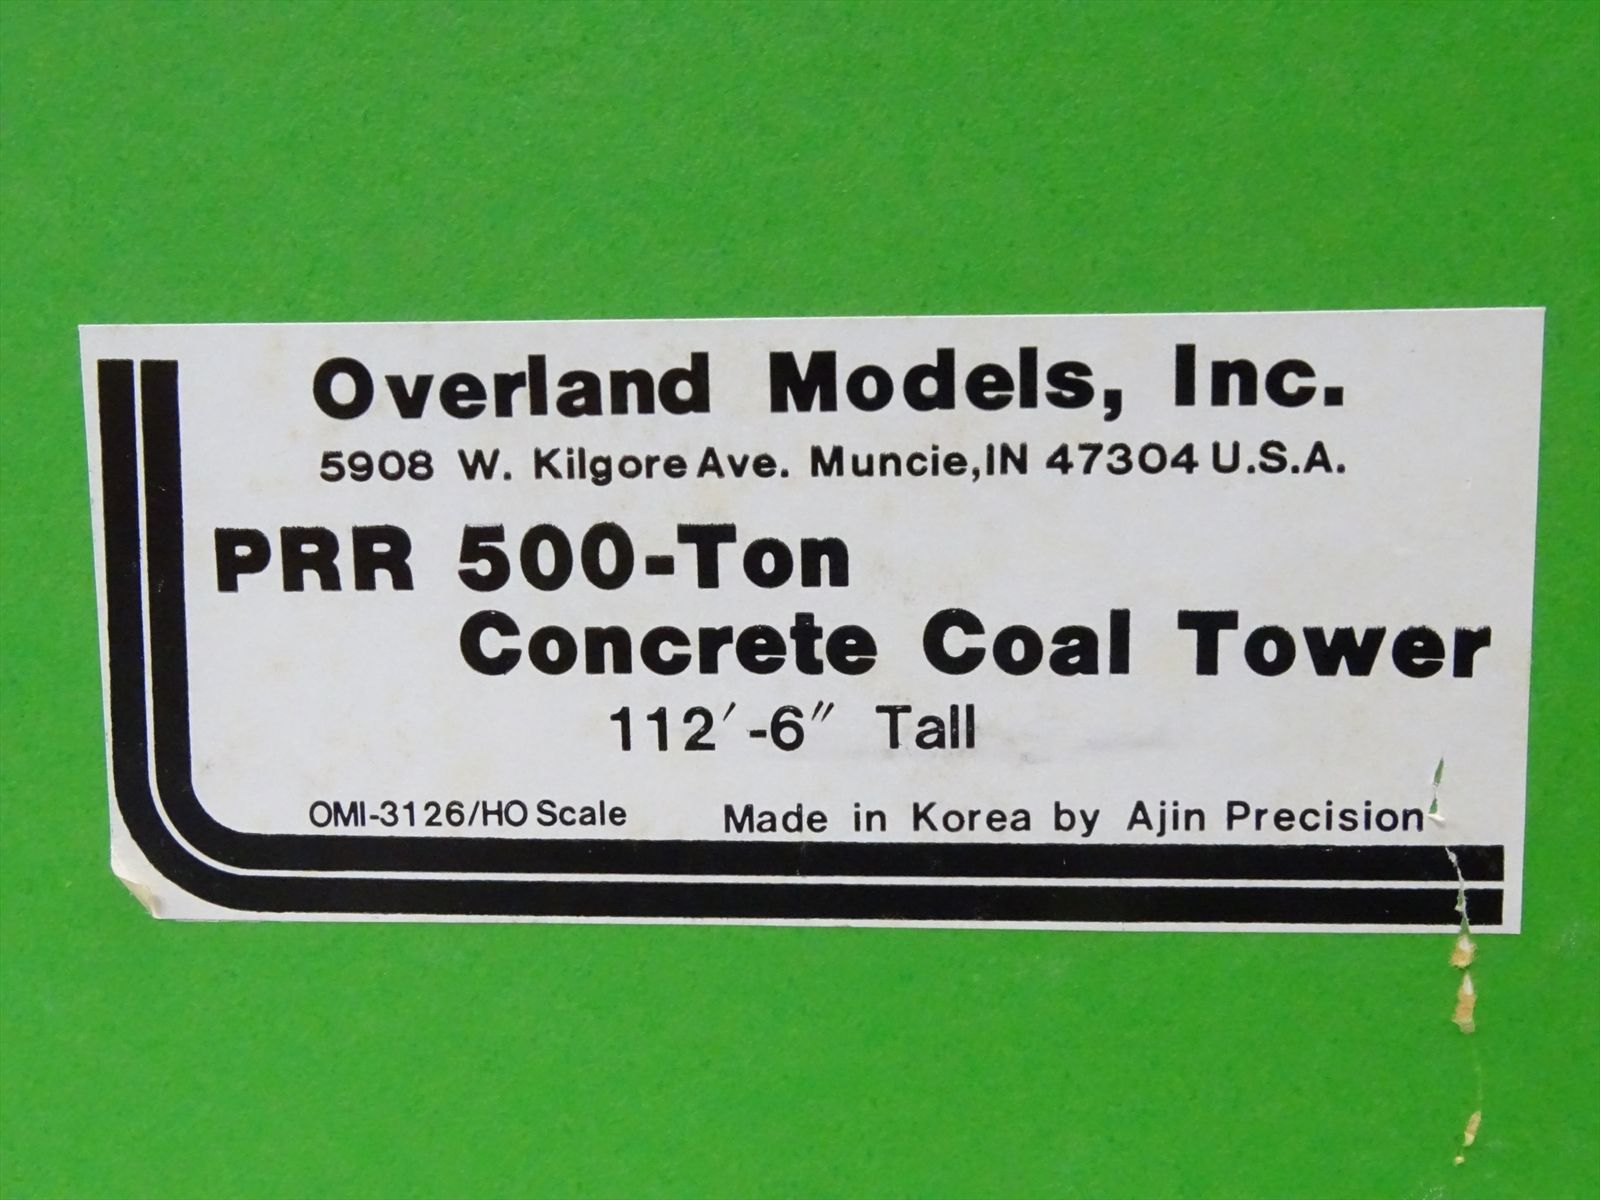 Overland Models, Inc.
5908 W. Kilgore Ave. Muncie, IN 47304 U.S.A.
PRR 500-Ton
Concrete Coal Tower
112'-6" Tall
OMI-3126/HO Scale Made in Korea by Ajin Precision